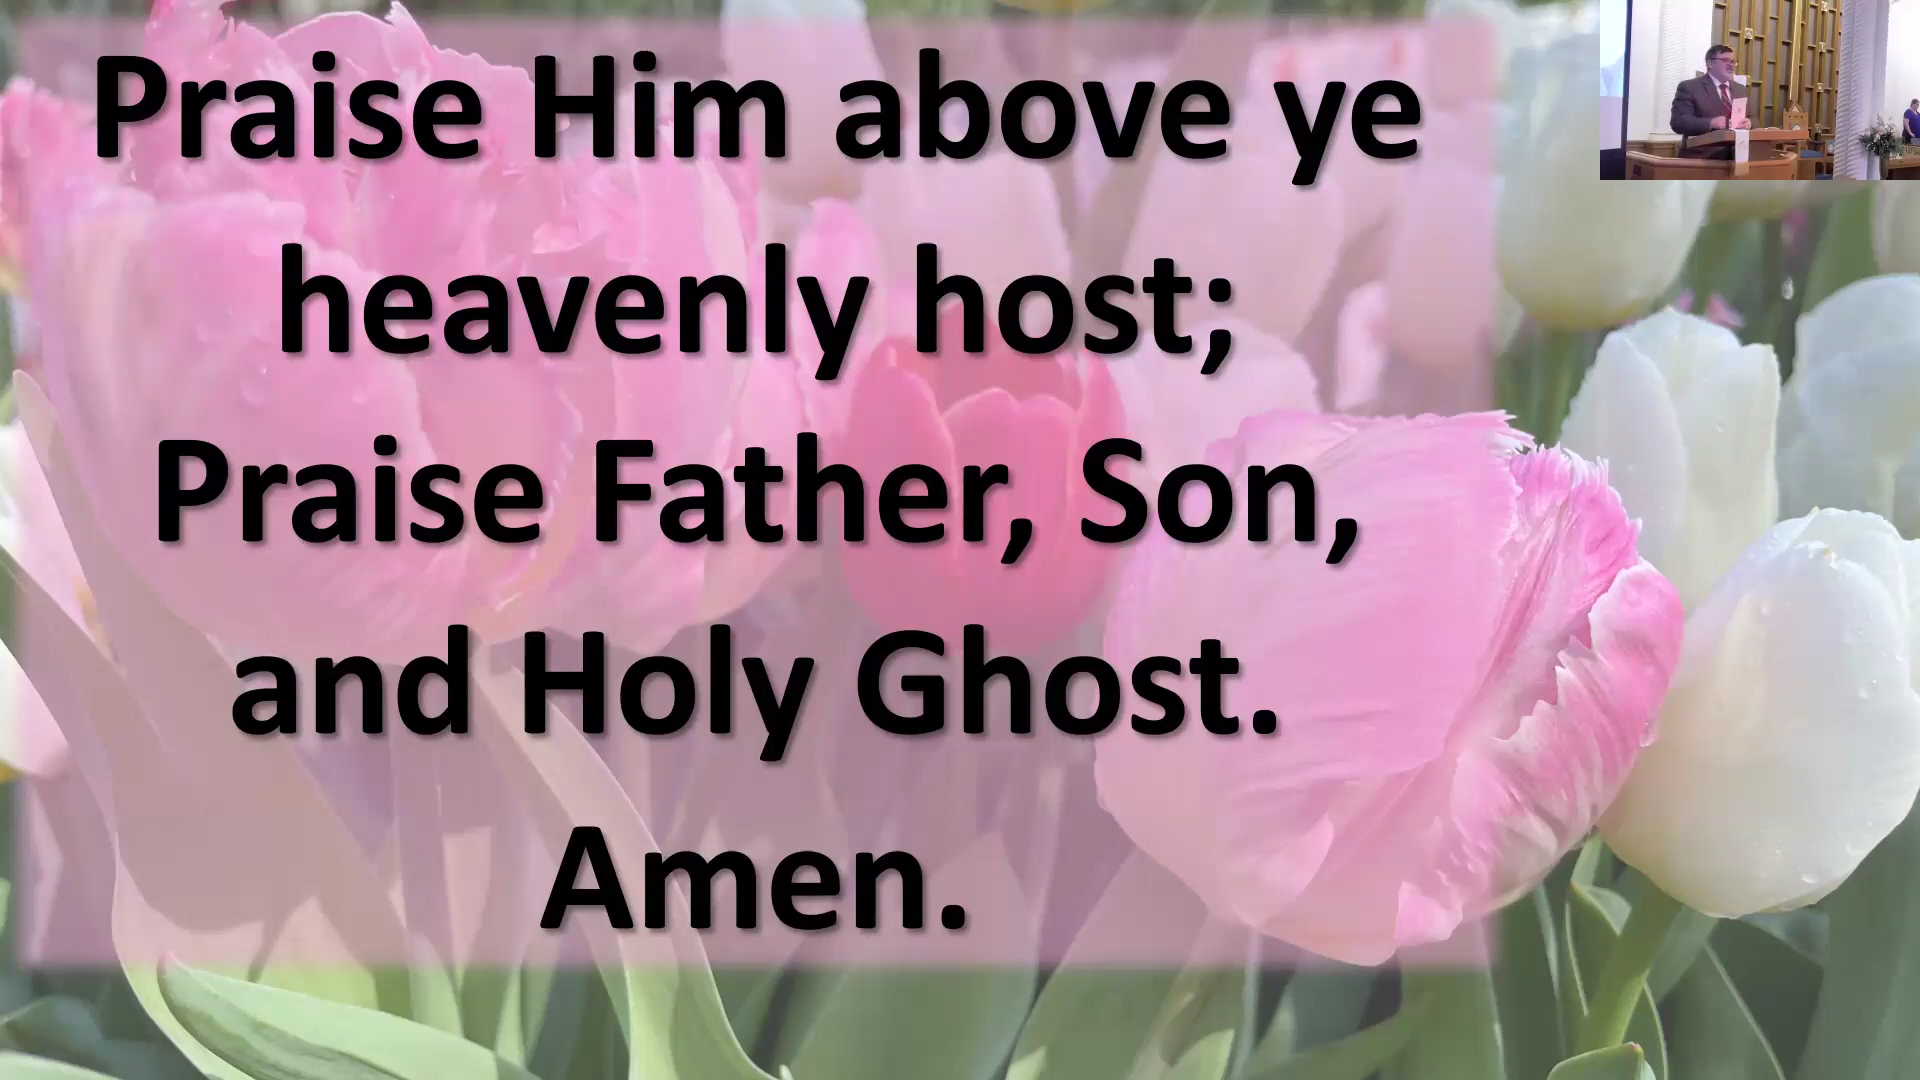 Praise Him above ye
heavenly host;
Praise Father, Son,
and Holy Ghost.
Amen.